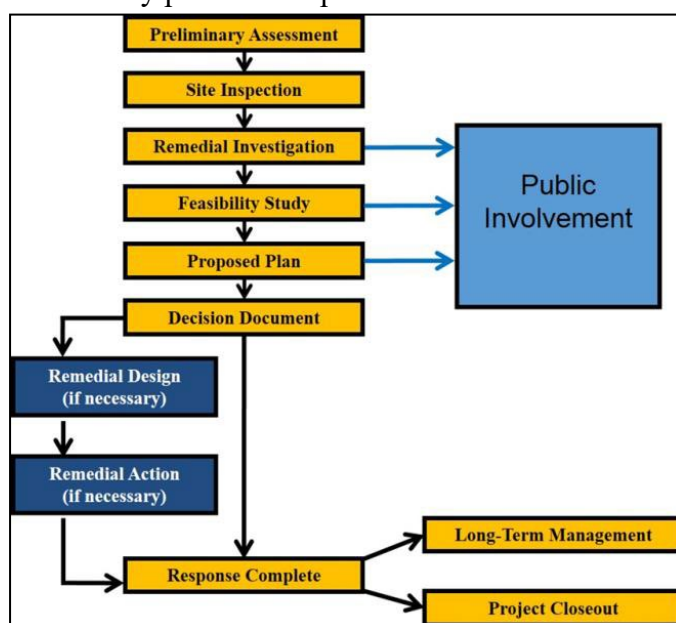 Preliminary Assessment
Site Inspection
Remedial Investigation
Public
Involvement
Feasibility Study
Proposed Plan
Decision Document
Remedial Design
(if necessary)
Remedial Action
(if necessary)
Long-Term Management
Response Complete
Project Closeout